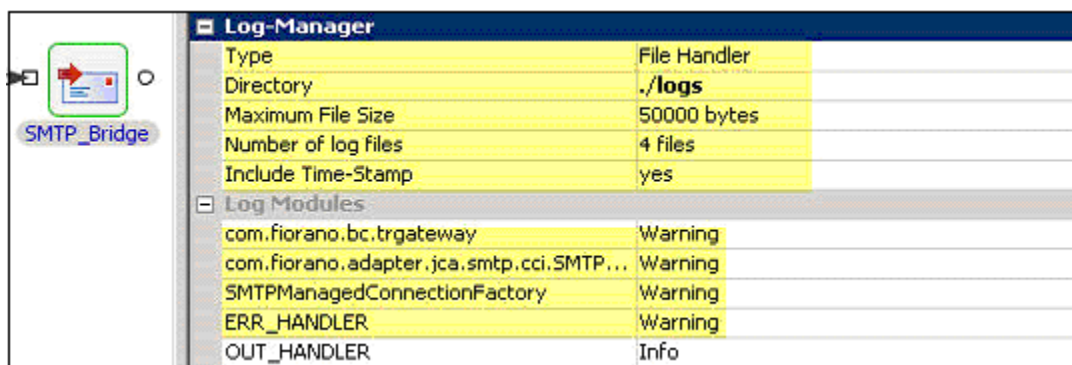 SMTP_Bridge
Log-Manager
Type File Handler
Directory ./logs
Maximum File Size 50000 bytes
Number of log files 4 files
Include Time-Stamp yes
Log Modules
com.fiorano.bc.trgateway Warning
com.fiorano.adapter.jca.smtp.cci.SMTP... Warning
SMTPManagedConnectionFactory Warning
ERR_HANDLER Warning
OUT_HANDLER Info